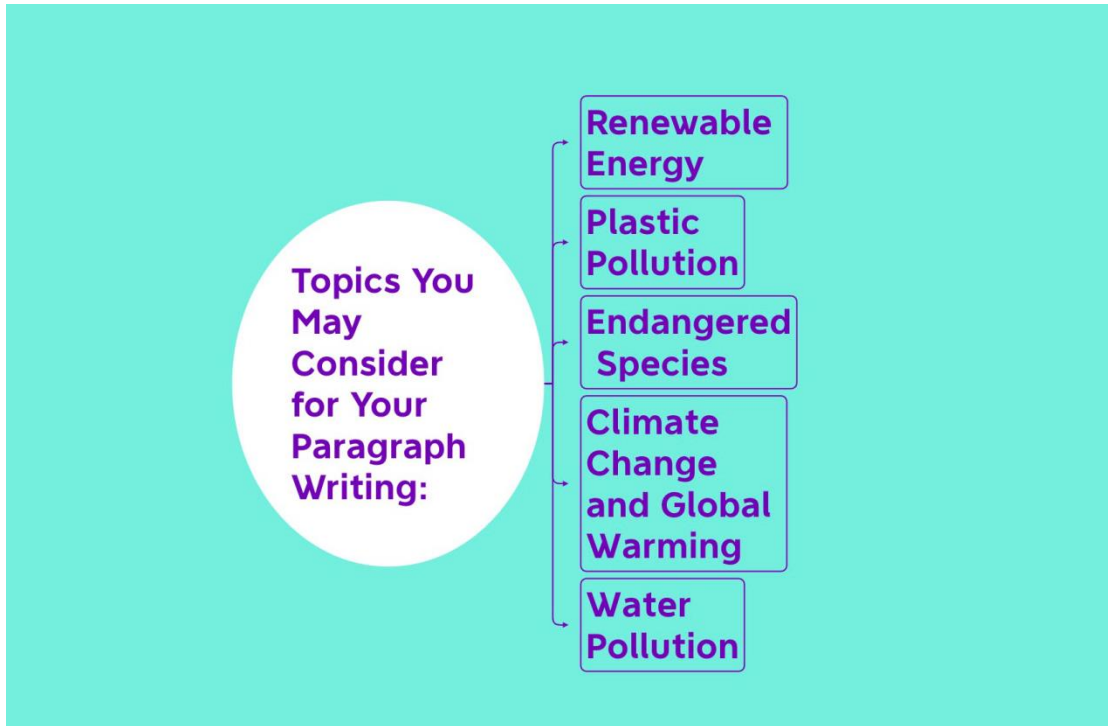 Topics You
May
Consider
for Your
Paragraph
Writing:
Renewable
Energy
Plastic
Pollution
Endangered
Species
Climate
Change
and Global
Warming
Water
Pollution